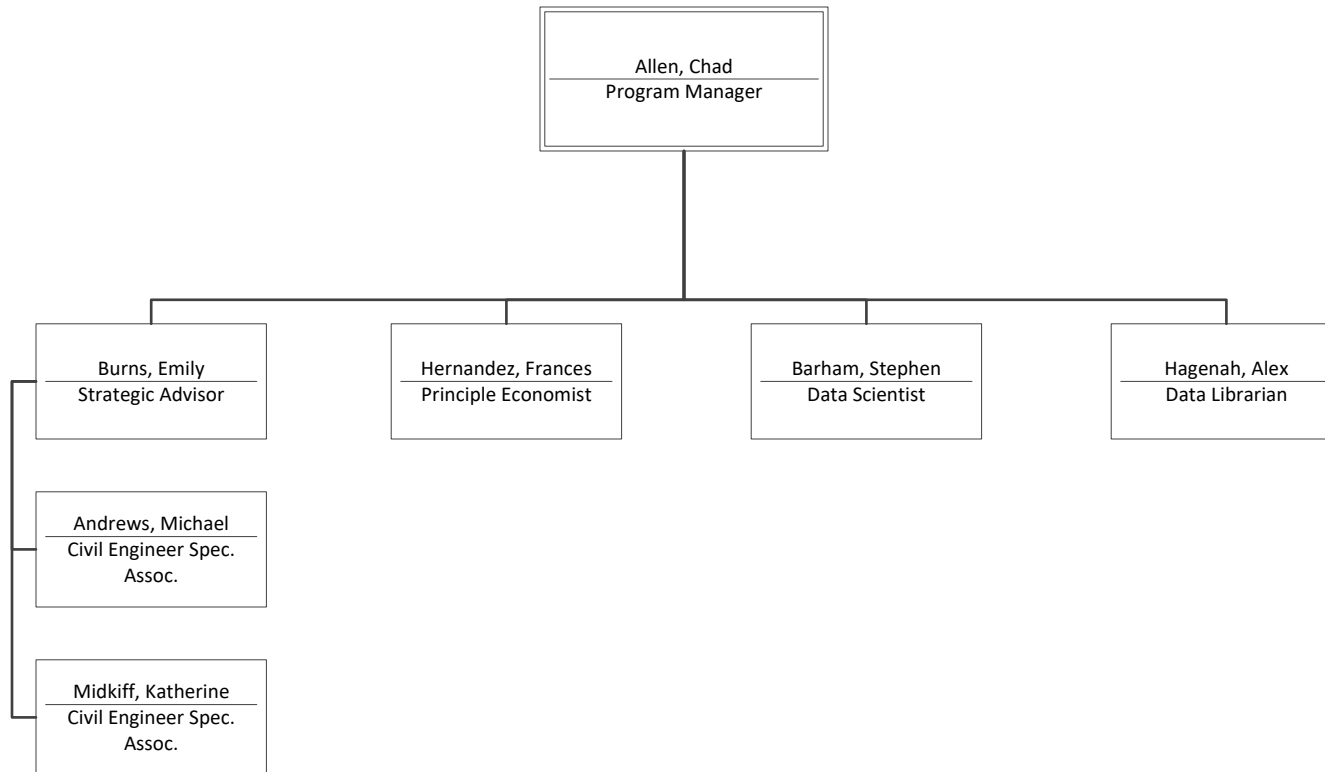 Allen, Chad
Program Manager
Burns, Emily
Strategic Advisor
Hernandez, Frances
Principle Economist
Barham, Stephen
Data Scientist
Hagenah, Alex
Data Librarian
Andrews, Michael
Civil Engineer Spec.
Assoc.
Midkiff, Katherine
Civil Engineer Spec.
Assoc.